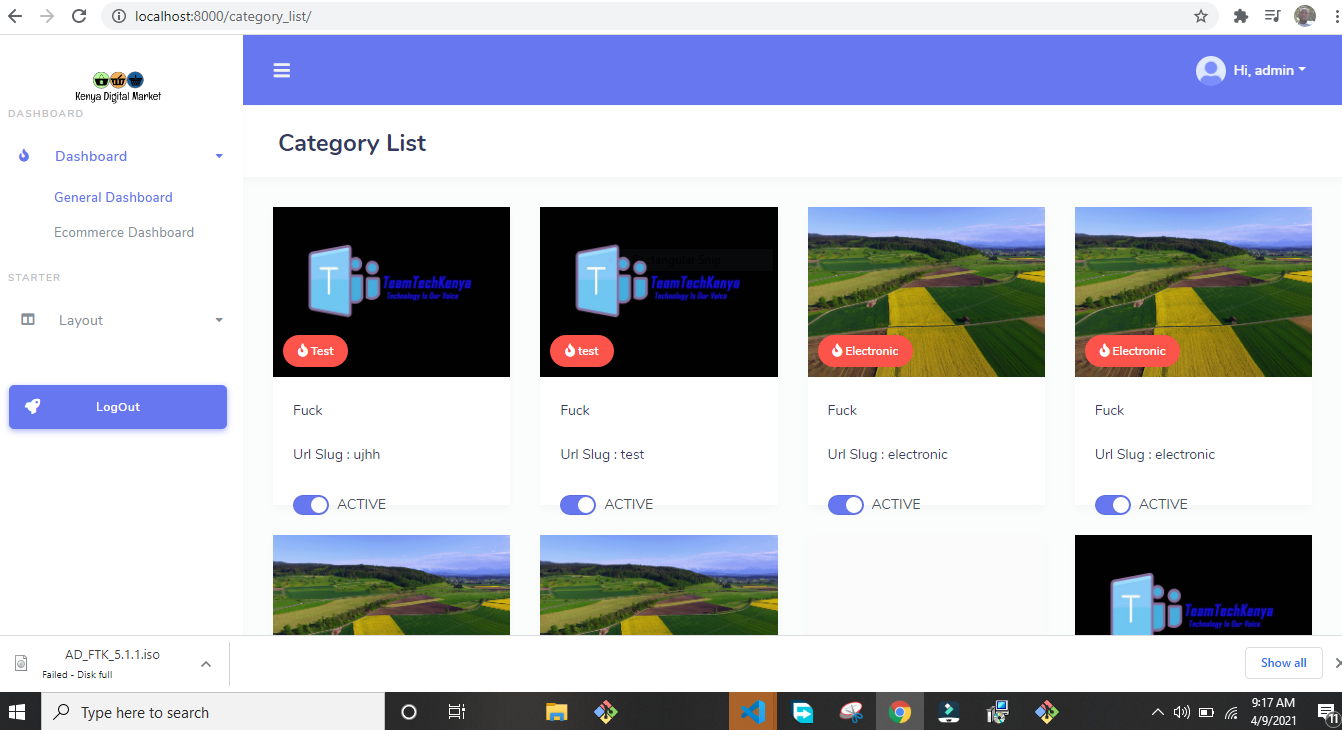 localhost:8000/category_list/
Kenya Digital Market
DASHBOARD
Dashboard
General Dashboard
Ecommerce Dashboard
STARTER
Layout
LogOut
Hi, admin
Category List
T
TeamTechKenya
Technology Is Our Voice
Test
Fuck
Url Slug : ujhh
ACTIVE
T
TeamTechKenya
Technology Is Our Voice
test
Fuck
Url Slug : test
ACTIVE
Electronic
Fuck
Url Slug : electronic
ACTIVE
Electronic
Fuck
Url Slug : electronic
ACTIVE
T
TeamTechKenya
Technology Is Our Voice
AD_FTK_5.1.1.iso
Failed - Disk full
Show all
Type here to search
9:17 AM
4/9/2021
11